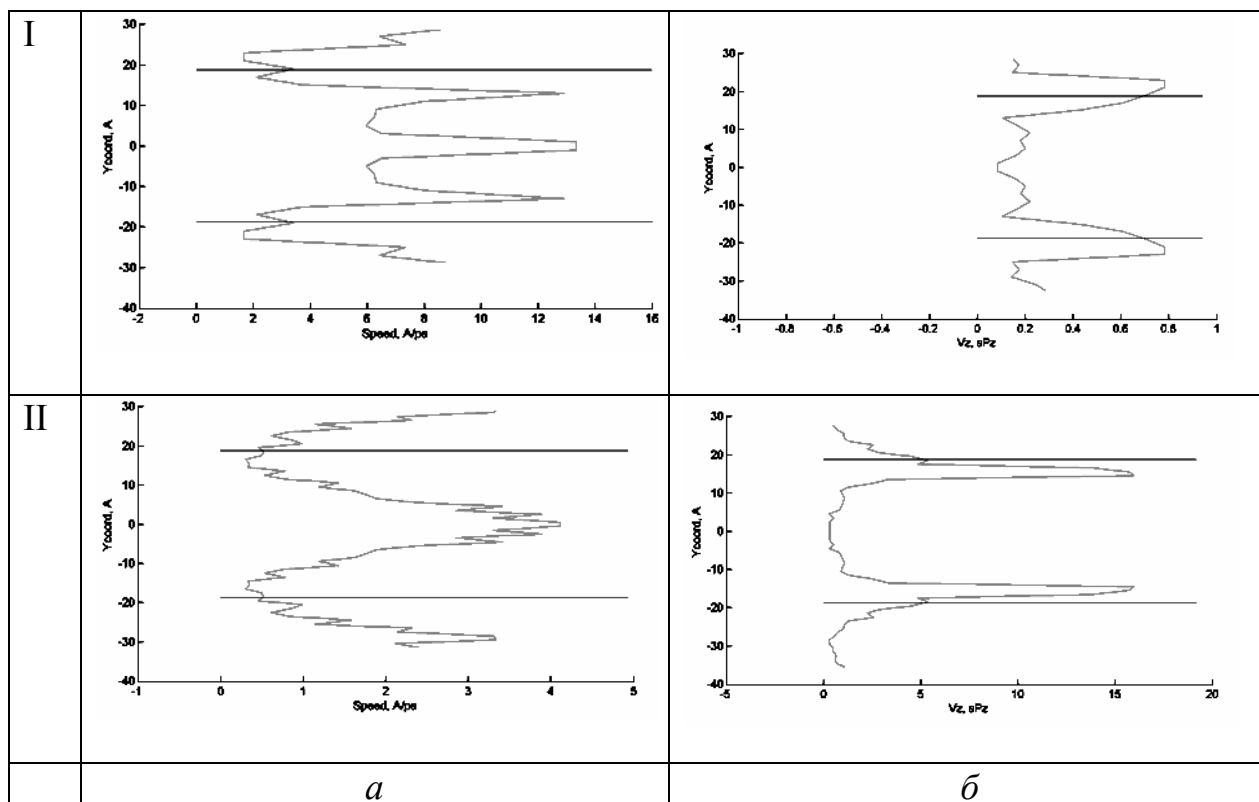 I
30
20
10
0
-10
-20
-30
-40
-2 0 2 4 6 8 10 12 14 16
Ycoord, A
Speed, A/ps
40
30
20
10
0
-10
-20
-30
-40
-1 -0.8 -0.6 -0.4 -0.2 0 0.2 0.4 0.6 0.8 1
Ycoord, A
Vz, sPz
II
30
20
10
0
-10
-20
-30
-40
-1 0 1 2 3 4 5
Ycoord, A
Speed, A/ps
30
20
10
0
-10
-20
-30
-40
-5 0 5 10 15 20
Ycoord, A
Vz, sPz
а б